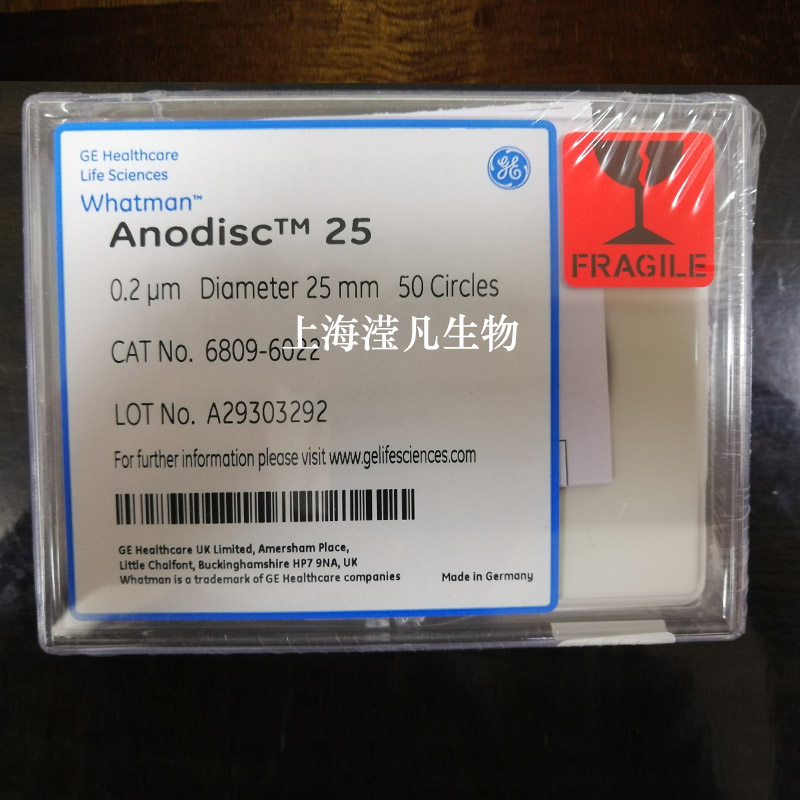 GE Healthcare
Life Sciences
Whatman™
Anodisc™ 25
GE
FRAGILE
0.2 µm Diameter 25 mm 50 Circles
上海滢凡生物
CAT No. 6809-6022
LOT No. A29303292
For further information please visit www.gelifesciences.com
GE Healthcare UK Limited, Amersham Place,
Little Chalfont, Buckinghamshire HP7 9NA, UK
Whatman is a trademark of GE Healthcare companies
Made in Germany